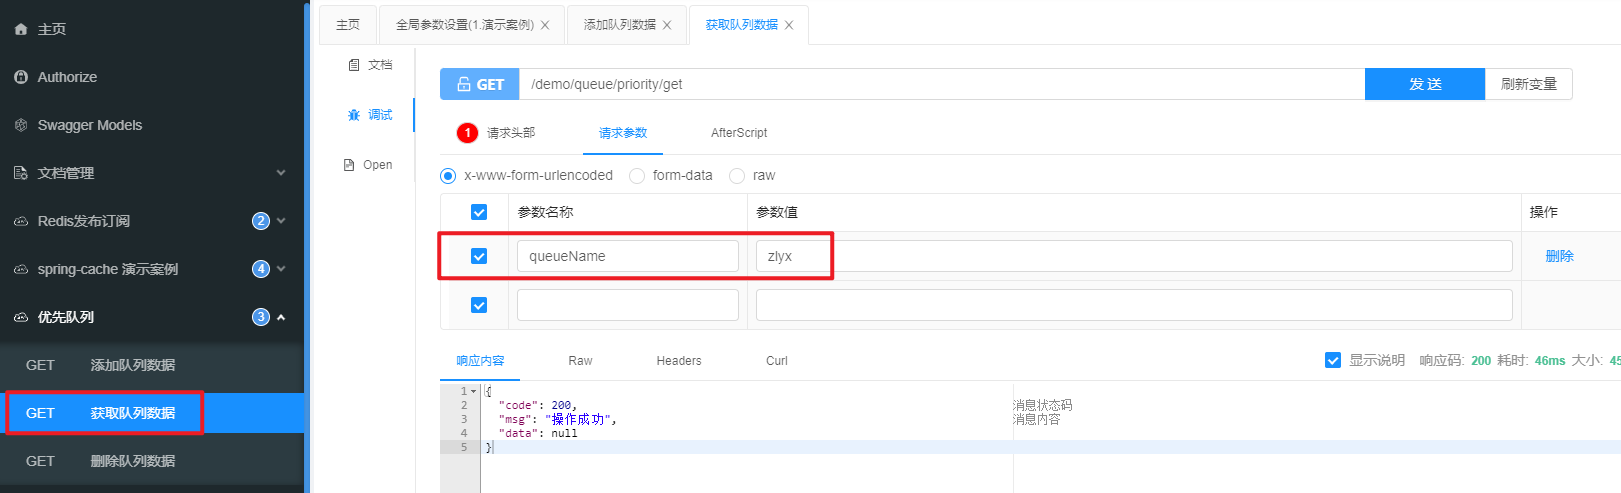 主页
Authorize
Swagger Models
文档管理
Redis发布订阅 2
spring-cache 演示案例 4
优先队列 3
GET 添加队列数据
GET 获取队列数据
GET 删除队列数据
主页 全局参数设置(1.演示案例) 添加队列数据 获取队列数据
文档
调试
Open
GET /demo/queue/priority/get 发送 刷新变量
1 请求头部 请求参数 AfterScript
x-www-form-urlencoded form-data raw
参数名称 参数值 操作
queueName zlyx 删除
响应内容 Raw Headers Curl 显示说明 响应码: 200 耗时: 46ms 大小: 45
1 {
2 "code": 200, 消息状态码
3 "msg": "操作成功", 消息内容
4 "data": null
5 }